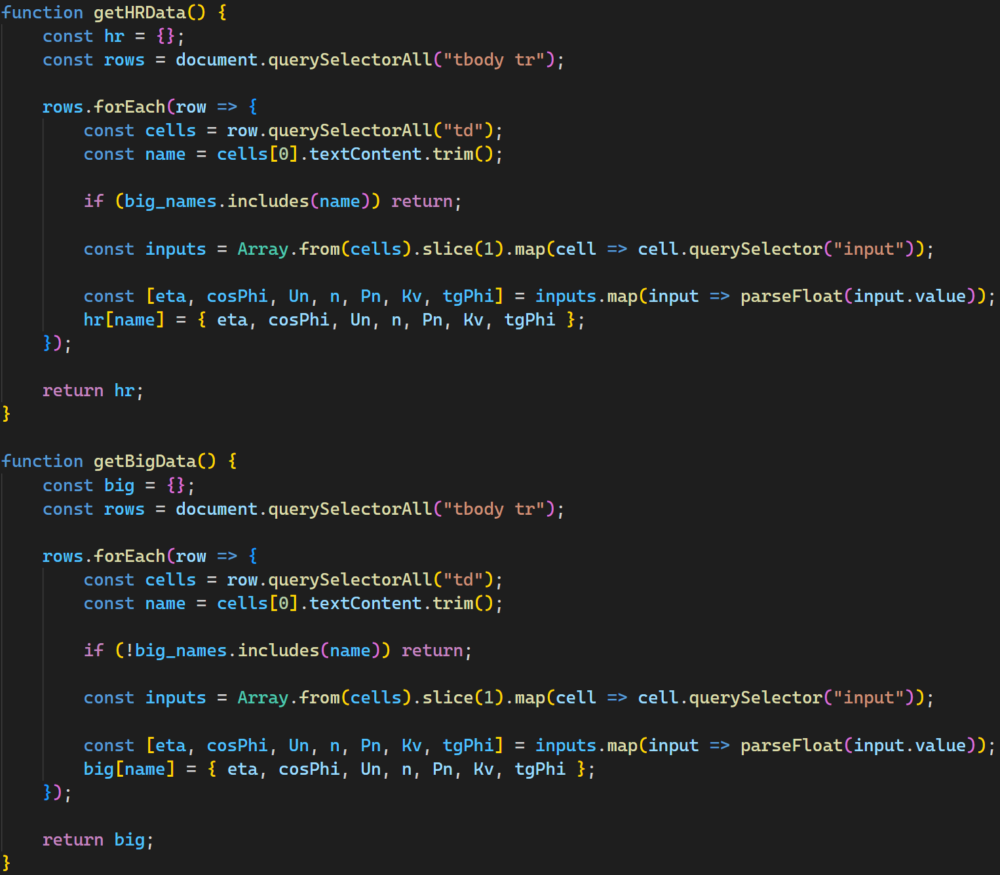 function getHRData() {
    const hr = {};
    const rows = document.querySelectorAll("tbody tr");

    rows.forEach(row => {
        const cells = row.querySelectorAll("td");
        const name = cells[0].textContent.trim();

        if (big_names.includes(name)) return;

        const inputs = Array.from(cells).slice(1).map(cell => cell.querySelector("input"));

        const [eta, cosPhi, Un, n, Pn, Kv, tgPhi] = inputs.map(input => parseFloat(input.value));
        hr[name] = { eta, cosPhi, Un, n, Pn, Kv, tgPhi };
    });

    return hr;
}

function getBigData() {
    const big = {};
    const rows = document.querySelectorAll("tbody tr");

    rows.forEach(row => {
        const cells = row.querySelectorAll("td");
        const name = cells[0].textContent.trim();

        if (!big_names.includes(name)) return;

        const inputs = Array.from(cells).slice(1).map(cell => cell.querySelector("input"));

        const [eta, cosPhi, Un, n, Pn, Kv, tgPhi] = inputs.map(input => parseFloat(input.value));
        big[name] = { eta, cosPhi, Un, n, Pn, Kv, tgPhi };
    });

    return big;
}